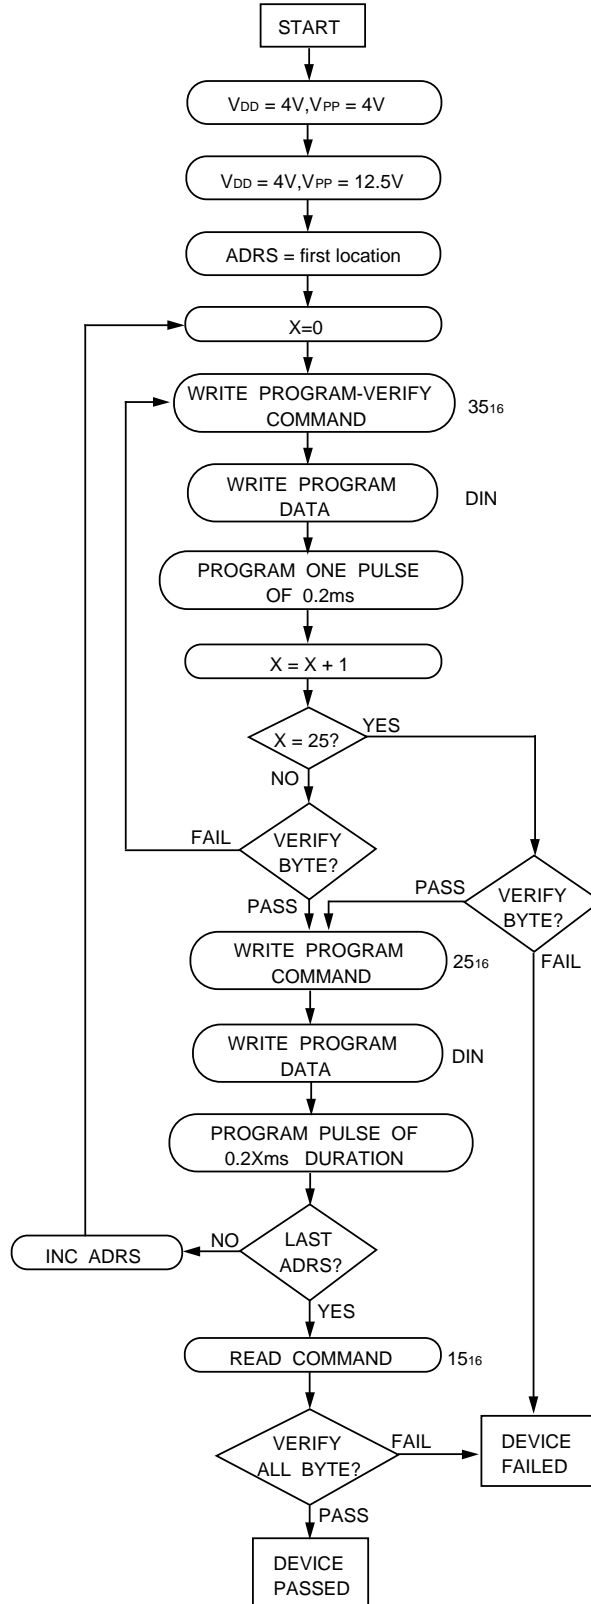 START
VDD = 4V,VPP = 4V
VDD = 4V,VPP = 12.5V
ADRS = first location
X=0
WRITE PROGRAM-VERIFY
COMMAND
3516
WRITE PROGRAM
DATA
DIN
PROGRAM ONE PULSE
OF 0.2ms
X = X + 1
X = 25?
YES
NO
FAIL
VERIFY
BYTE?
PASS
PASS
VERIFY
BYTE?
FAIL
WRITE PROGRAM
COMMAND
2516
WRITE PROGRAM
DATA
DIN
PROGRAM PULSE OF
0.2Xms DURATION
INC ADRS
NO
LAST
ADRS?
YES
READ COMMAND
1516
VERIFY
ALL BYTE?
FAIL
DEVICE
FAILED
PASS
DEVICE
PASSED